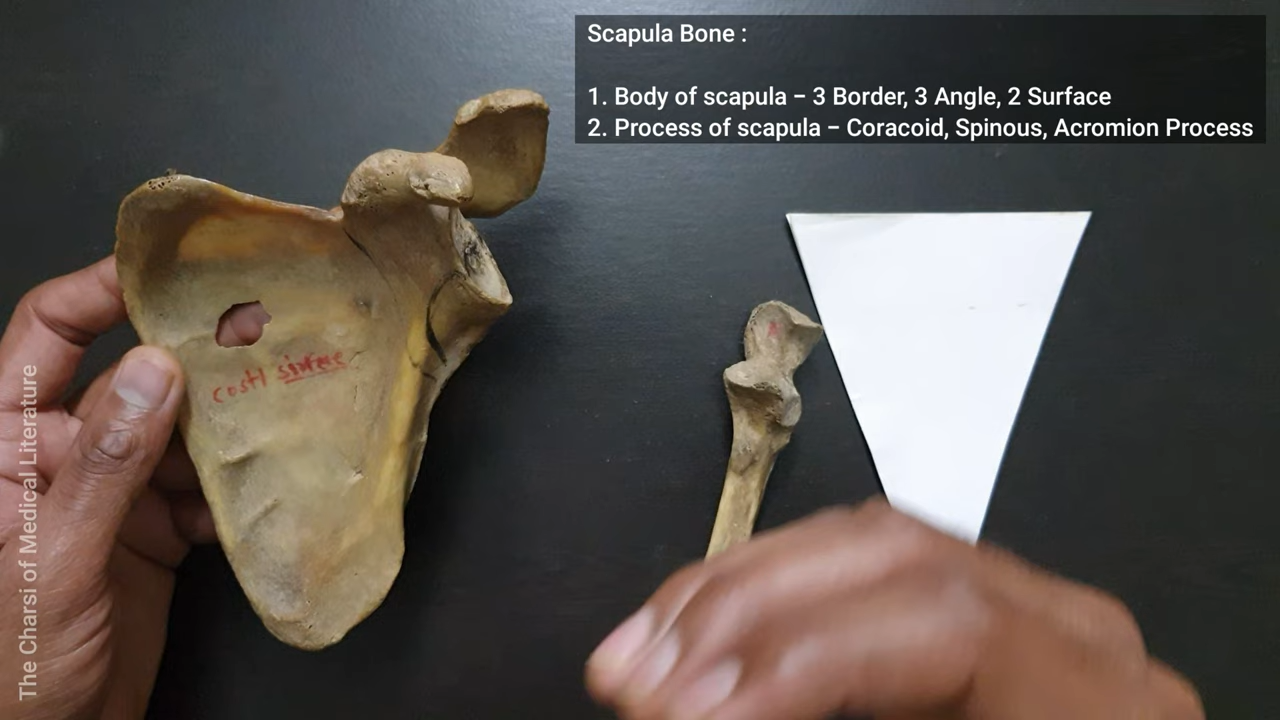 Scapula Bone :
1. Body of scapula – 3 Border, 3 Angle, 2 Surface
2. Process of scapula – Coracoid, Spinous, Acromion Process
costl
The Charsi of Medical Literature